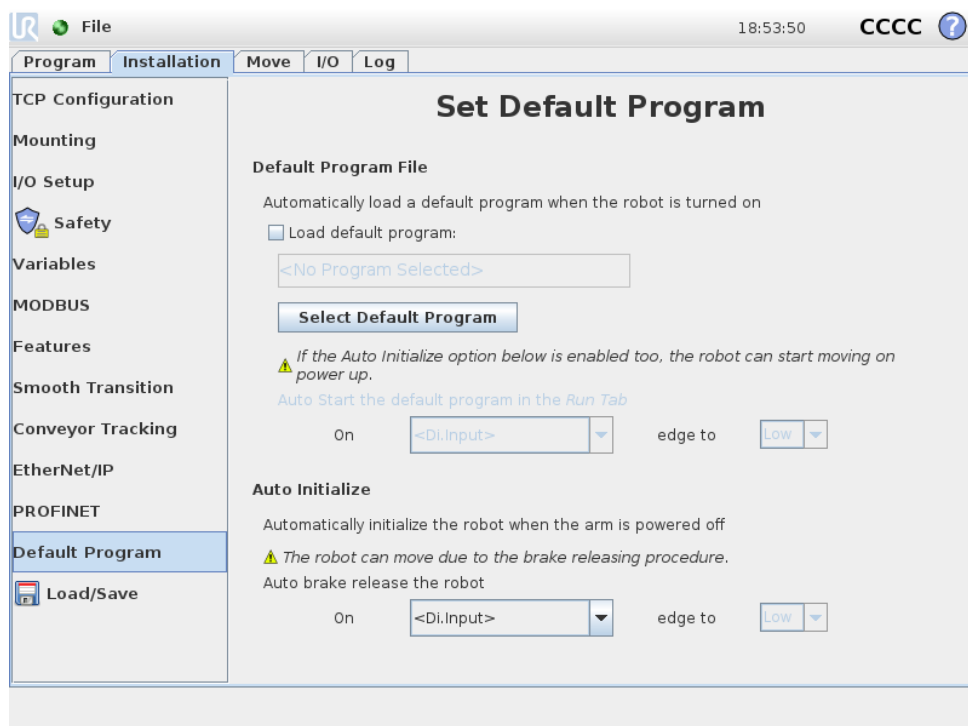 UR File 18:53:50 CCCC ?
Program Installation Move I/O Log
TCP Configuration
Mounting
I/O Setup
Safety
Variables
MODBUS
Features
Smooth Transition
Conveyor Tracking
EtherNet/IP
PROFINET
Default Program
Load/Save
Set Default Program
Default Program File
Automatically load a default program when the robot is turned on
Load default program:
<No Program Selected>
Select Default Program
If the Auto Initialize option below is enabled too, the robot can start moving on
power up.
Auto Start the default program in the Run Tab
On <Di.Input> edge to Low
Auto Initialize
Automatically initialize the robot when the arm is powered off
The robot can move due to the brake releasing procedure.
Auto brake release the robot
On <Di.Input> edge to Low